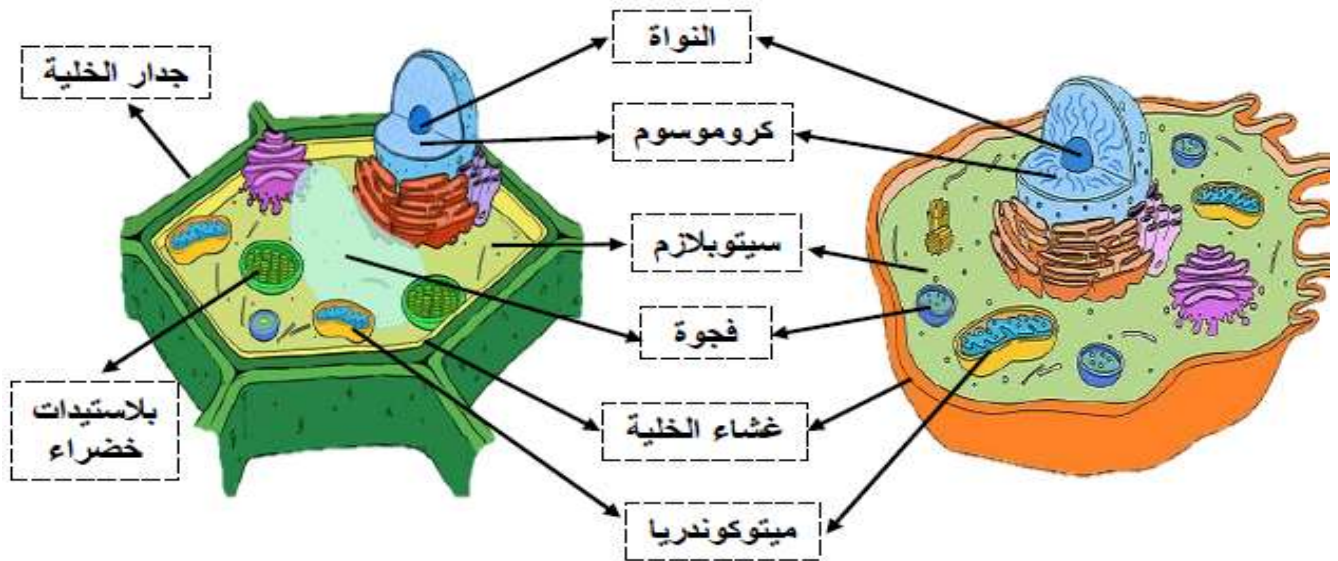 النواة
جدار الخلية
كروموسوم
سيتوبلازم
فجوة
بلاستيدات
خضراء
غشاء الخلية
ميتوكوندريا